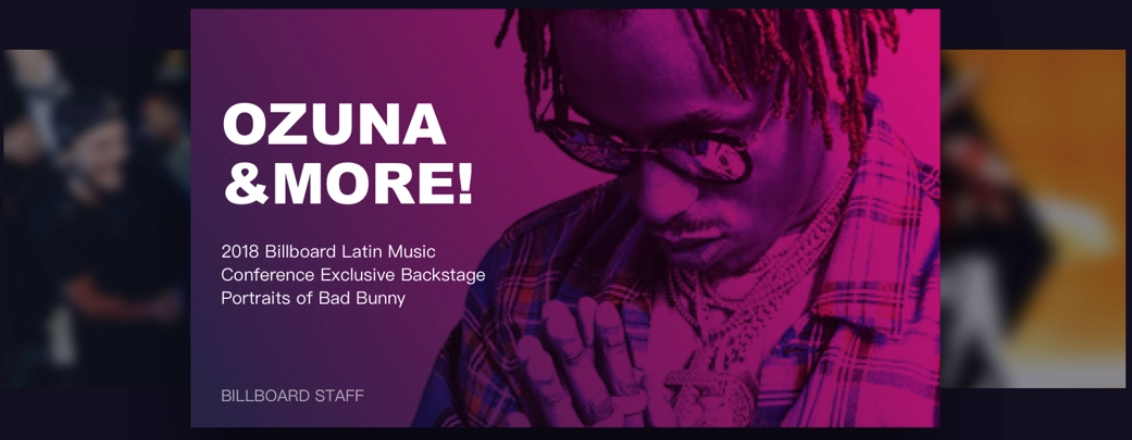 OZUNA
&MORE!
2018 Billboard Latin Music
Conference Exclusive Backstage
Portraits of Bad Bunny
BILLBOARD STAFF